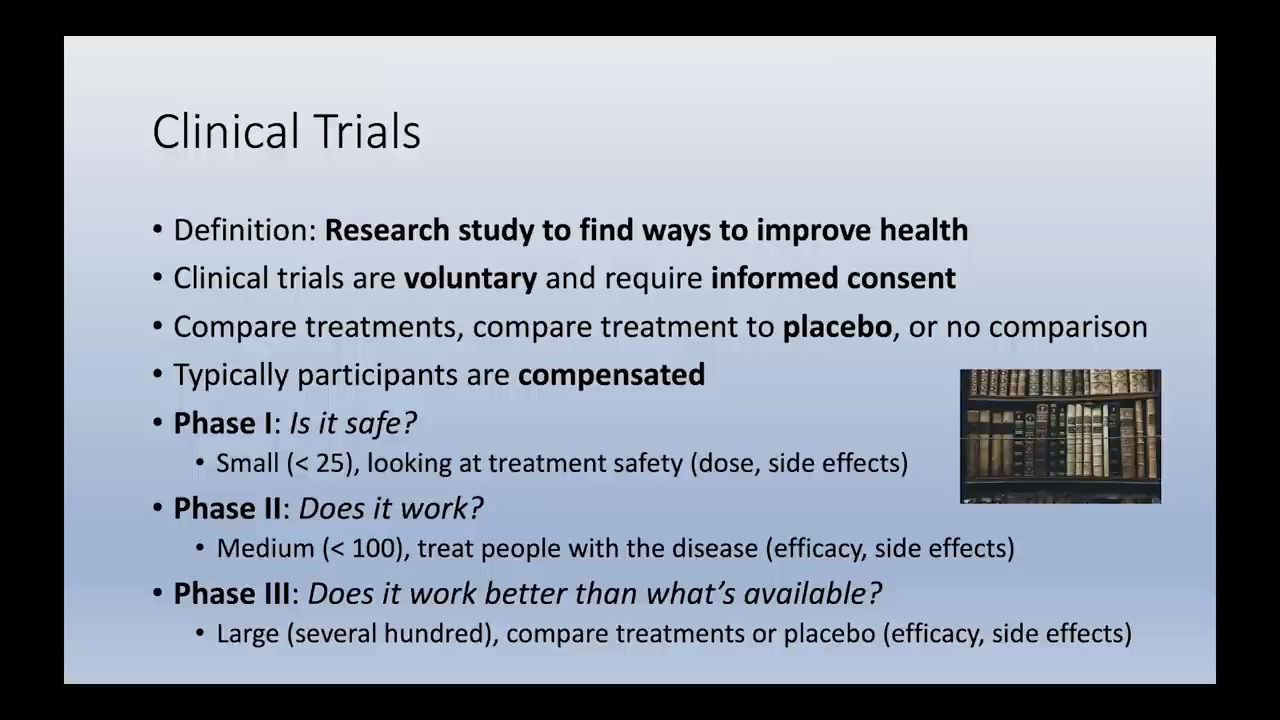 Clinical Trials
• Definition: Research study to find ways to improve health
• Clinical trials are voluntary and require informed consent
• Compare treatments, compare treatment to placebo, or no comparison
• Typically participants are compensated
• Phase I: Is it safe?
• Small (< 25), looking at treatment safety (dose, side effects)
• Phase II: Does it work?
• Medium (< 100), treat people with the disease (efficacy, side effects)
• Phase III: Does it work better than what’s available?
• Large (several hundred), compare treatments or placebo (efficacy, side effects)